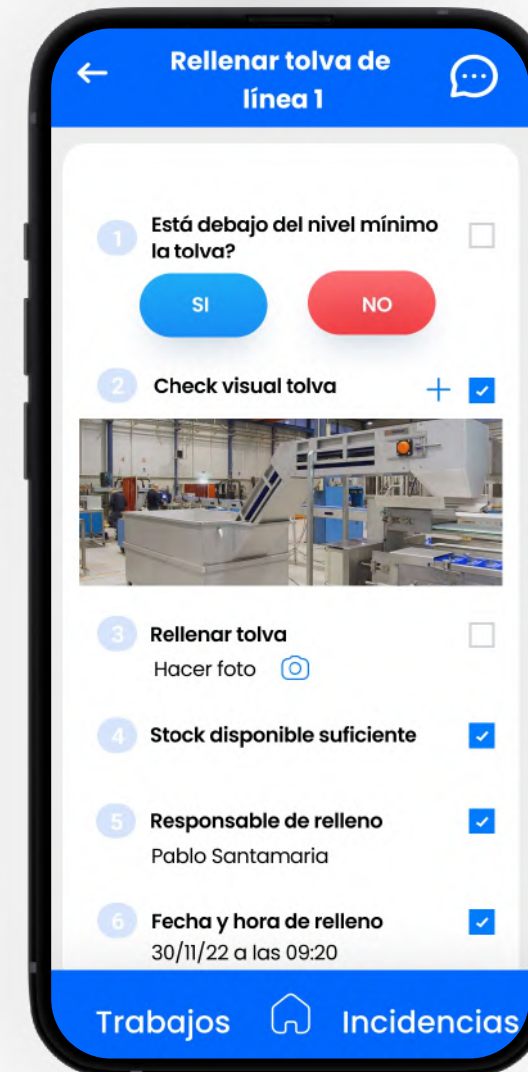 Rellenar tolva de
línea 1
1
Está debajo del nivel mínimo
la tolva?
SI
NO
2
Check visual tolva
3
Rellenar tolva
Hacer foto
4
Stock disponible suficiente
5
Responsable de relleno
Pablo Santamaria
6
Fecha y hora de relleno
30/11/22 a las 09:20
Trabajos
Incidencias